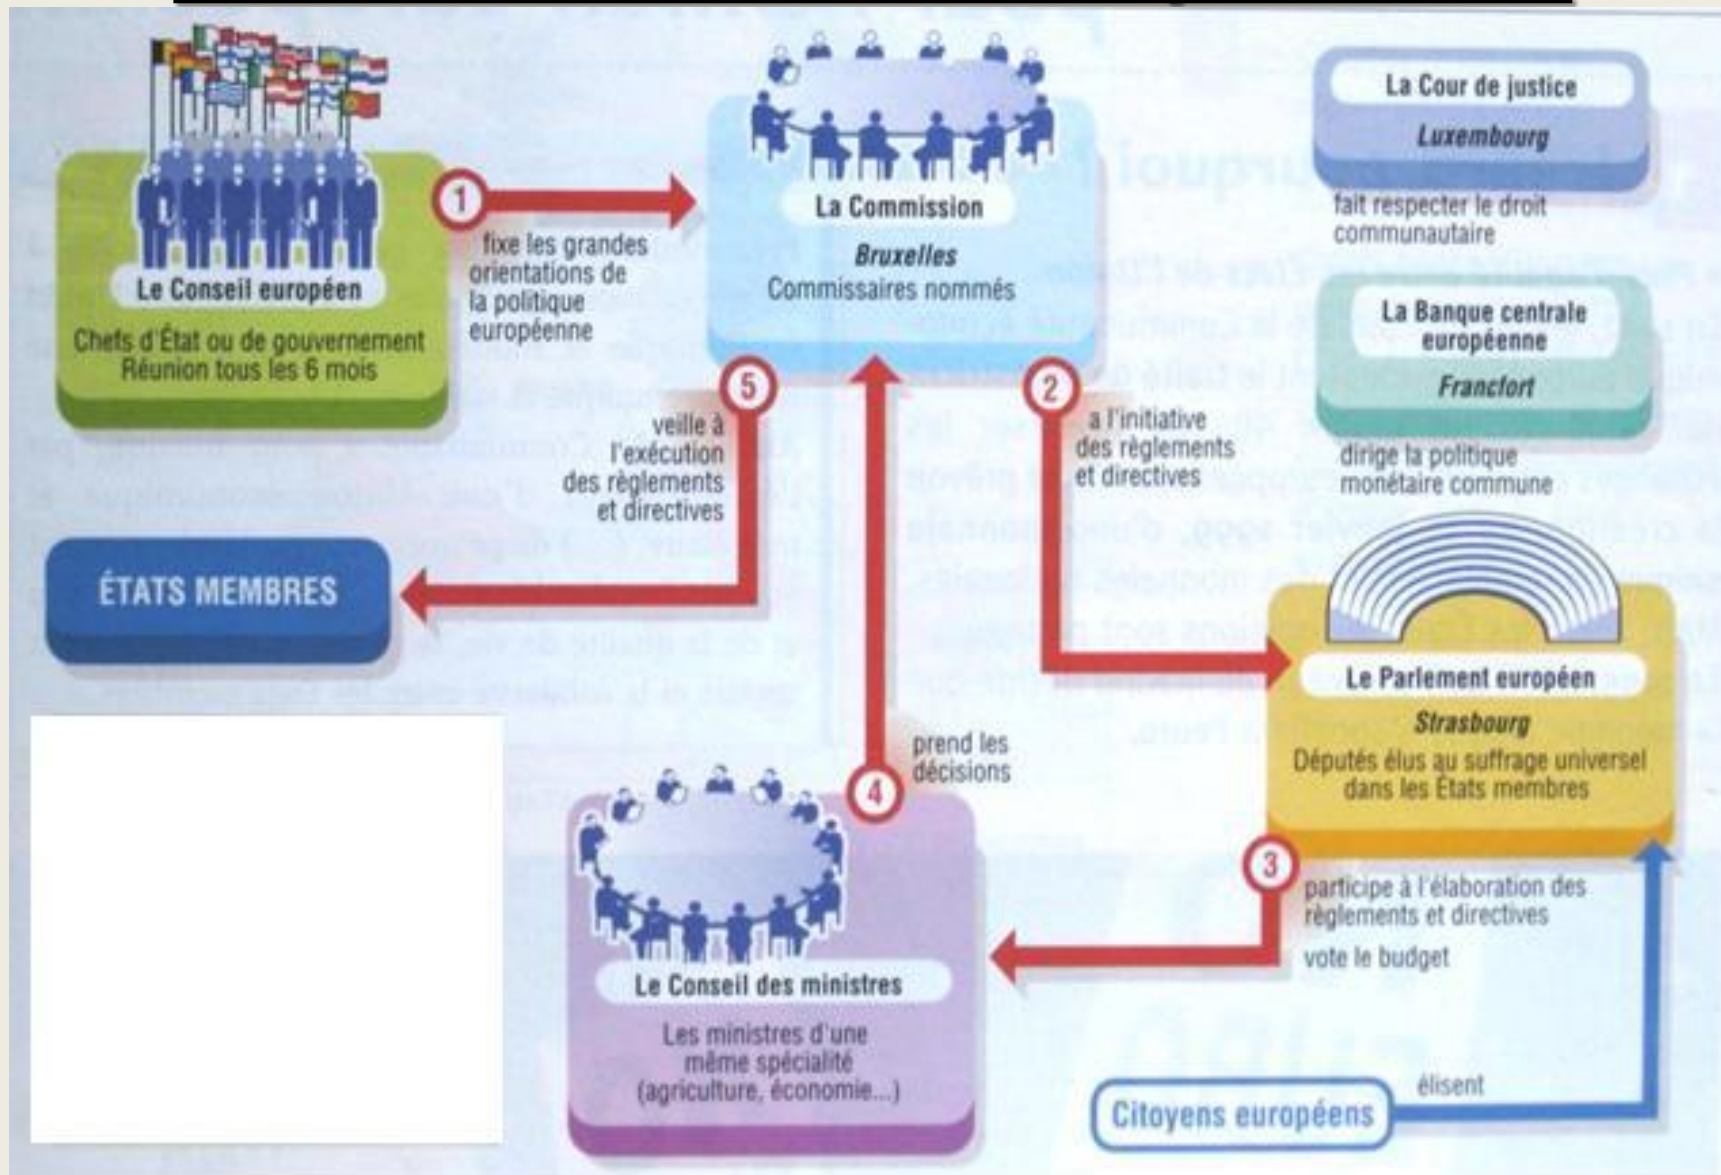 Le Conseil européen
Chefs d'État ou de gouvernement
Réunion tous les 6 mois
1
fixe les grandes
orientations de
la politique
européenne
La Commission
Bruxelles
Commissaires nommés
La Cour de justice
Luxembourg
fait respecter le droit
communautaire
La Banque centrale
européenne
Francfort
dirige la politique
monétaire commune
5
veille à
l'exécution
des règlements
et directives
2
a l'initiative
des règlements
et directives
ÉTATS MEMBRES
Le Parlement européen
Strasbourg
Députés élus au suffrage universel
dans les États membres
4
prend les
décisions
3
participe à l'élaboration des
règlements et directives
vote le budget
Le Conseil des ministres
Les ministres d'une
même spécialité
(agriculture, économie...)
Citoyens européens
élisent